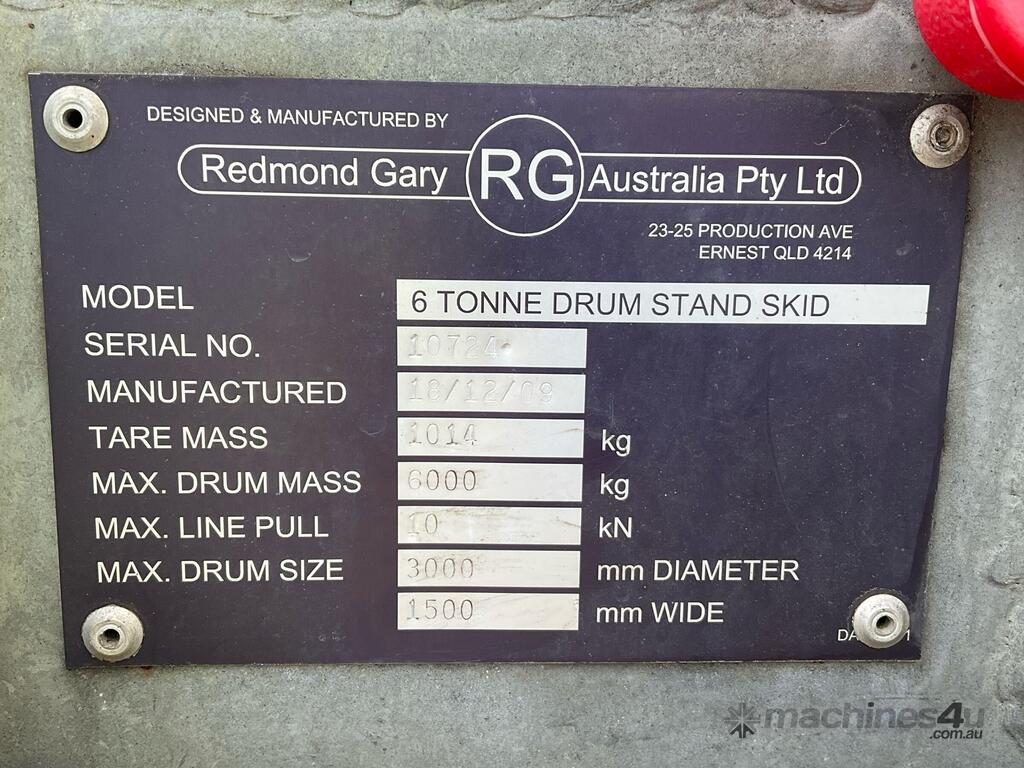 DESIGNED & MANUFACTURED BY
Redmond Gary RG Australia Pty Ltd
23-25 PRODUCTION AVE
ERNEST QLD 4214
MODEL 6 TONNE DRUM STAND SKID
SERIAL NO. 10724
MANUFACTURED 18/12/09
TARE MASS 1014 kg
MAX. DRUM MASS 6000 kg
MAX. LINE PULL 10 kN
MAX. DRUM SIZE 3000 mm DIAMETER
1500 mm WIDE
machines4u
.com.au